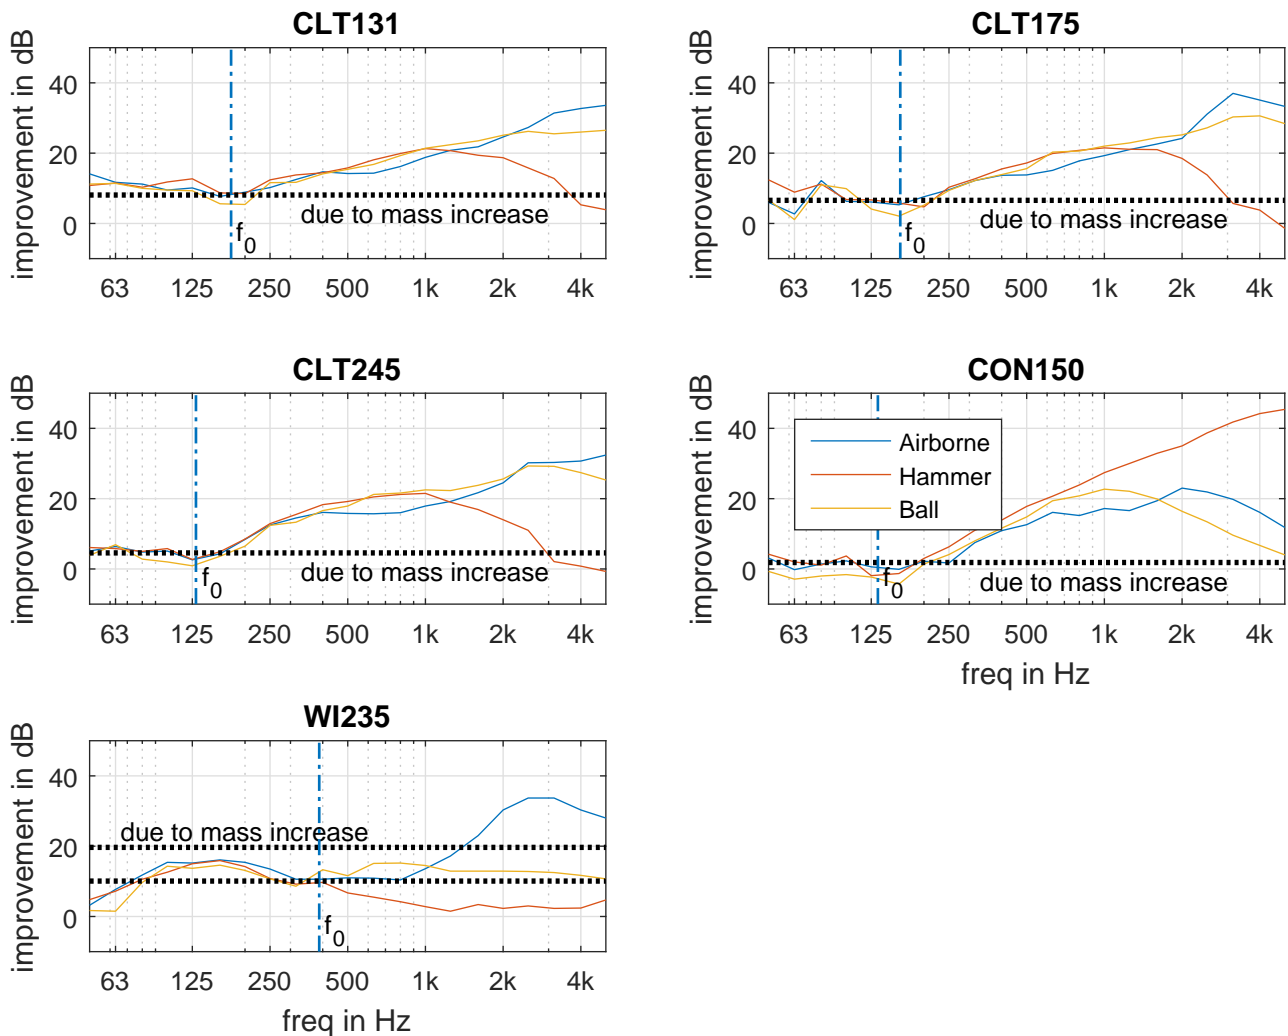 CLT131
improvement in dB
40
20
0
due to mass increase
f0
63 125 250 500 1k 2k 4k
CLT175
improvement in dB
40
20
0
due to mass increase
f0
63 125 250 500 1k 2k 4k
CLT245
improvement in dB
40
20
0
due to mass increase
f0
63 125 250 500 1k 2k 4k
CON150
improvement in dB
40
20
0
Airborne
Hammer
Ball
due to mass increase
f0
63 125 250 500 1k 2k 4k
freq in Hz
WI235
improvement in dB
40
20
0
due to mass increase
f0
63 125 250 500 1k 2k 4k
freq in Hz